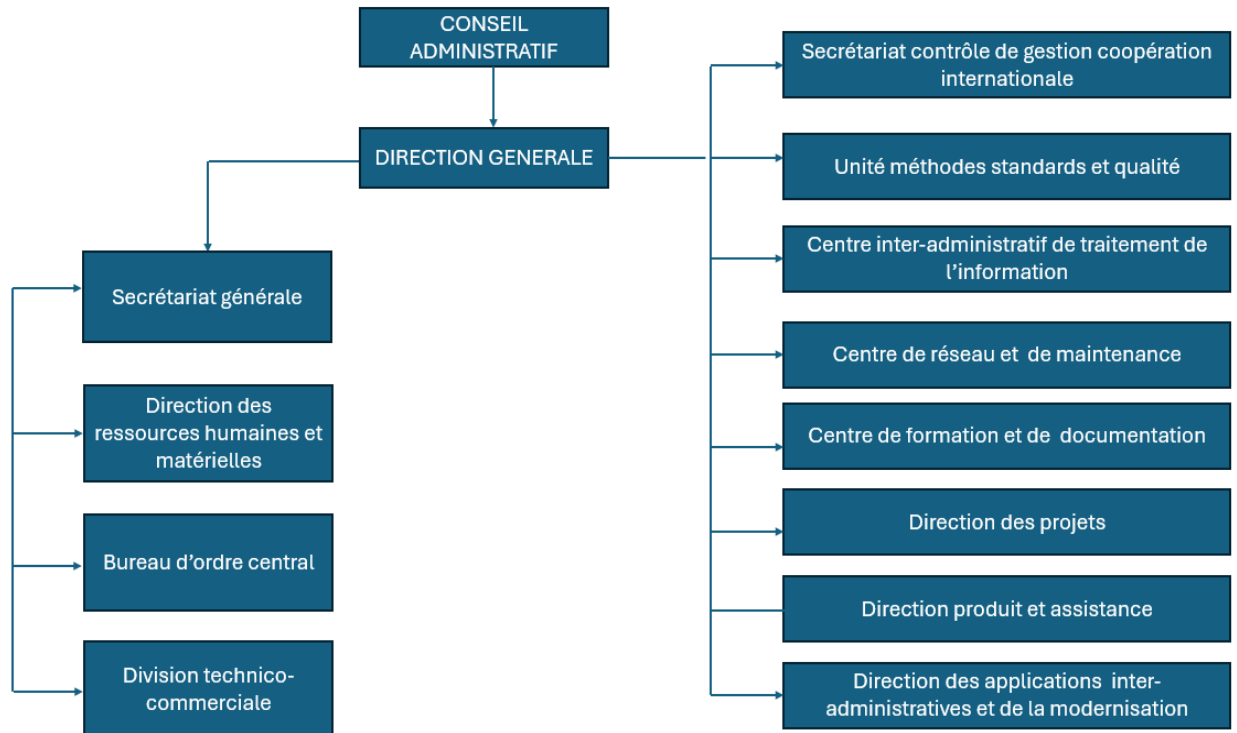 CONSEIL
ADMINISTRATIF
DIRECTION GENERALE
Secrétariat générale
Direction des
ressources humaines et
matérielles
Bureau d’ordre central
Division technico-
commerciale
Secrétariat contrôle de gestion coopération
internationale
Unité méthodes standards et qualité
Centre inter-administratif de traitement de
l’information
Centre de réseau et de maintenance
Centre de formation et de documentation
Direction des projets
Direction produit et assistance
Direction des applications inter-
administratives et de la modernisation